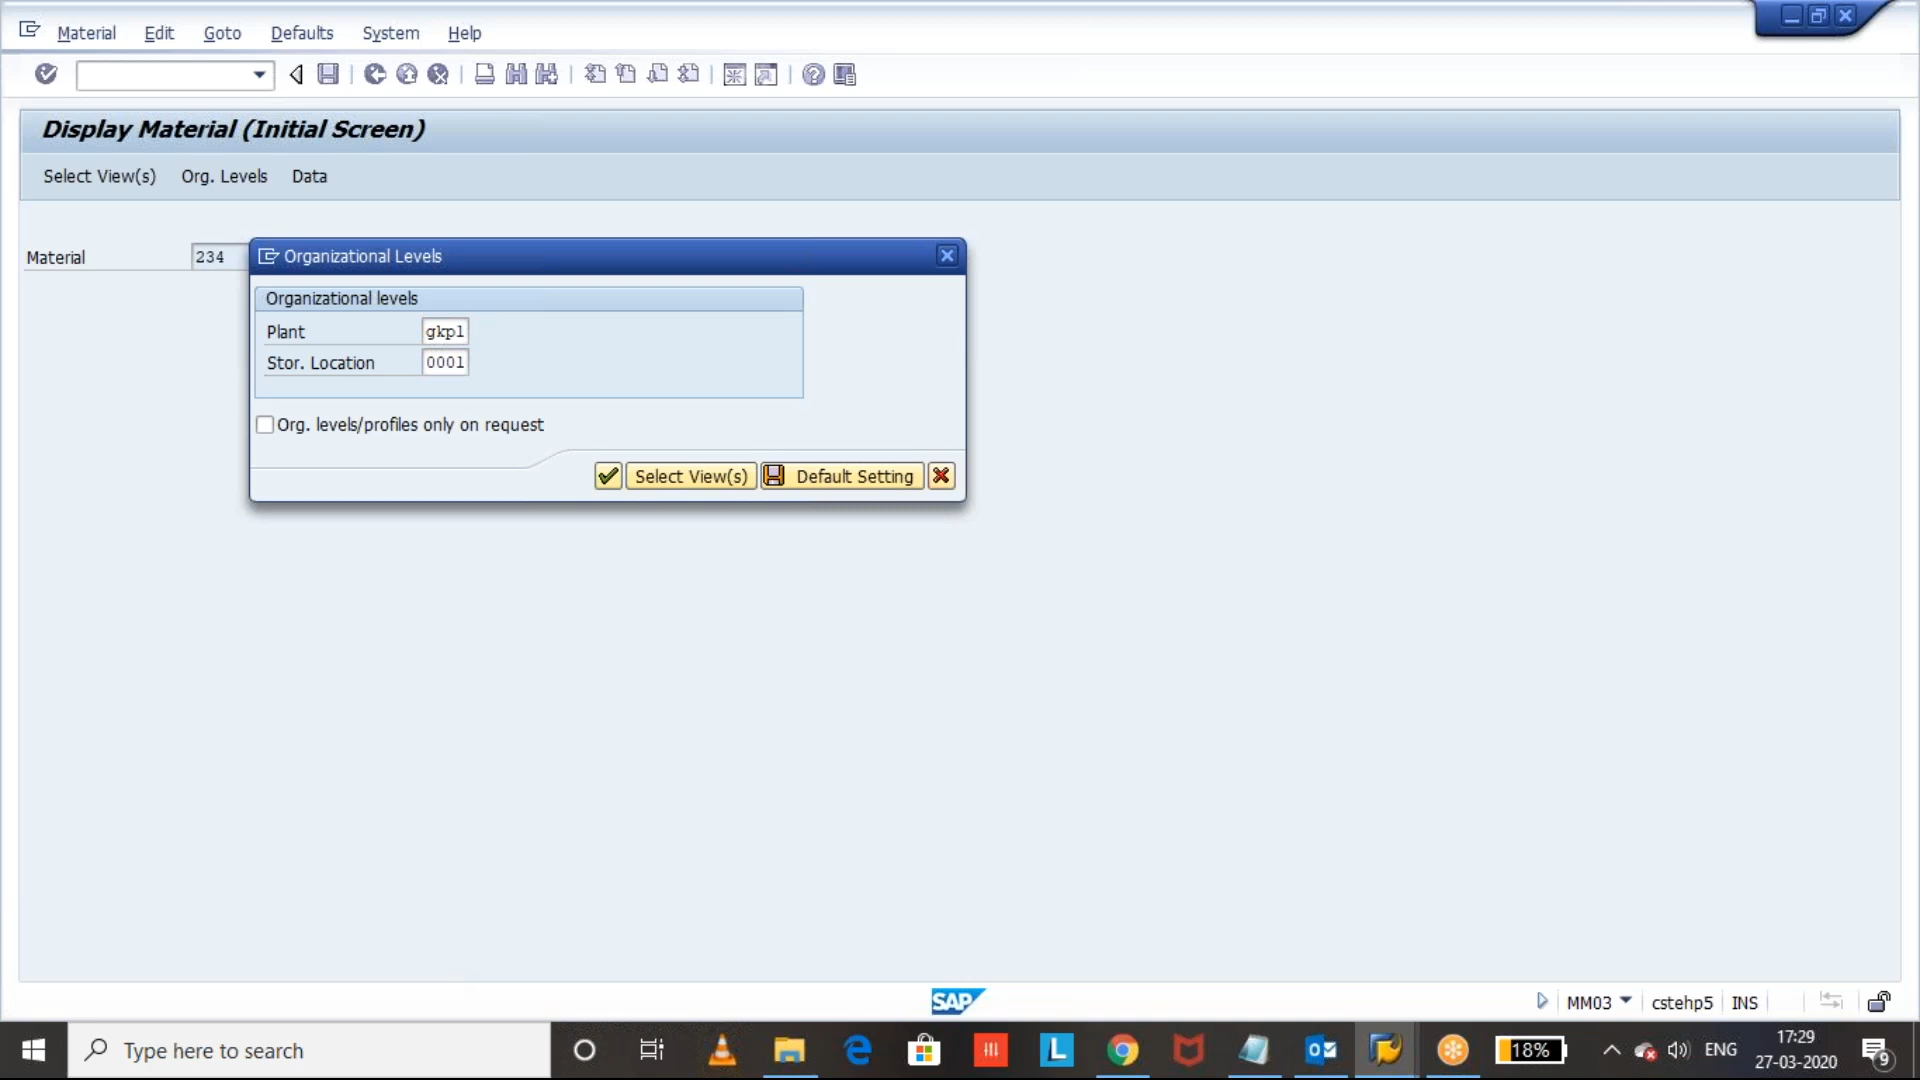 Material Edit Goto Defaults System Help
Display Material (Initial Screen)
Select View(s) Org. Levels Data
Material 234
Organizational Levels
Organizational levels
Plant gkp1
Stor. Location 0001
Org. levels/profiles only on request
Select View(s) Default Setting
SAP
MM03 cstehp5 INS
Type here to search
L
18%
ENG
17:29
27-03-2020
9